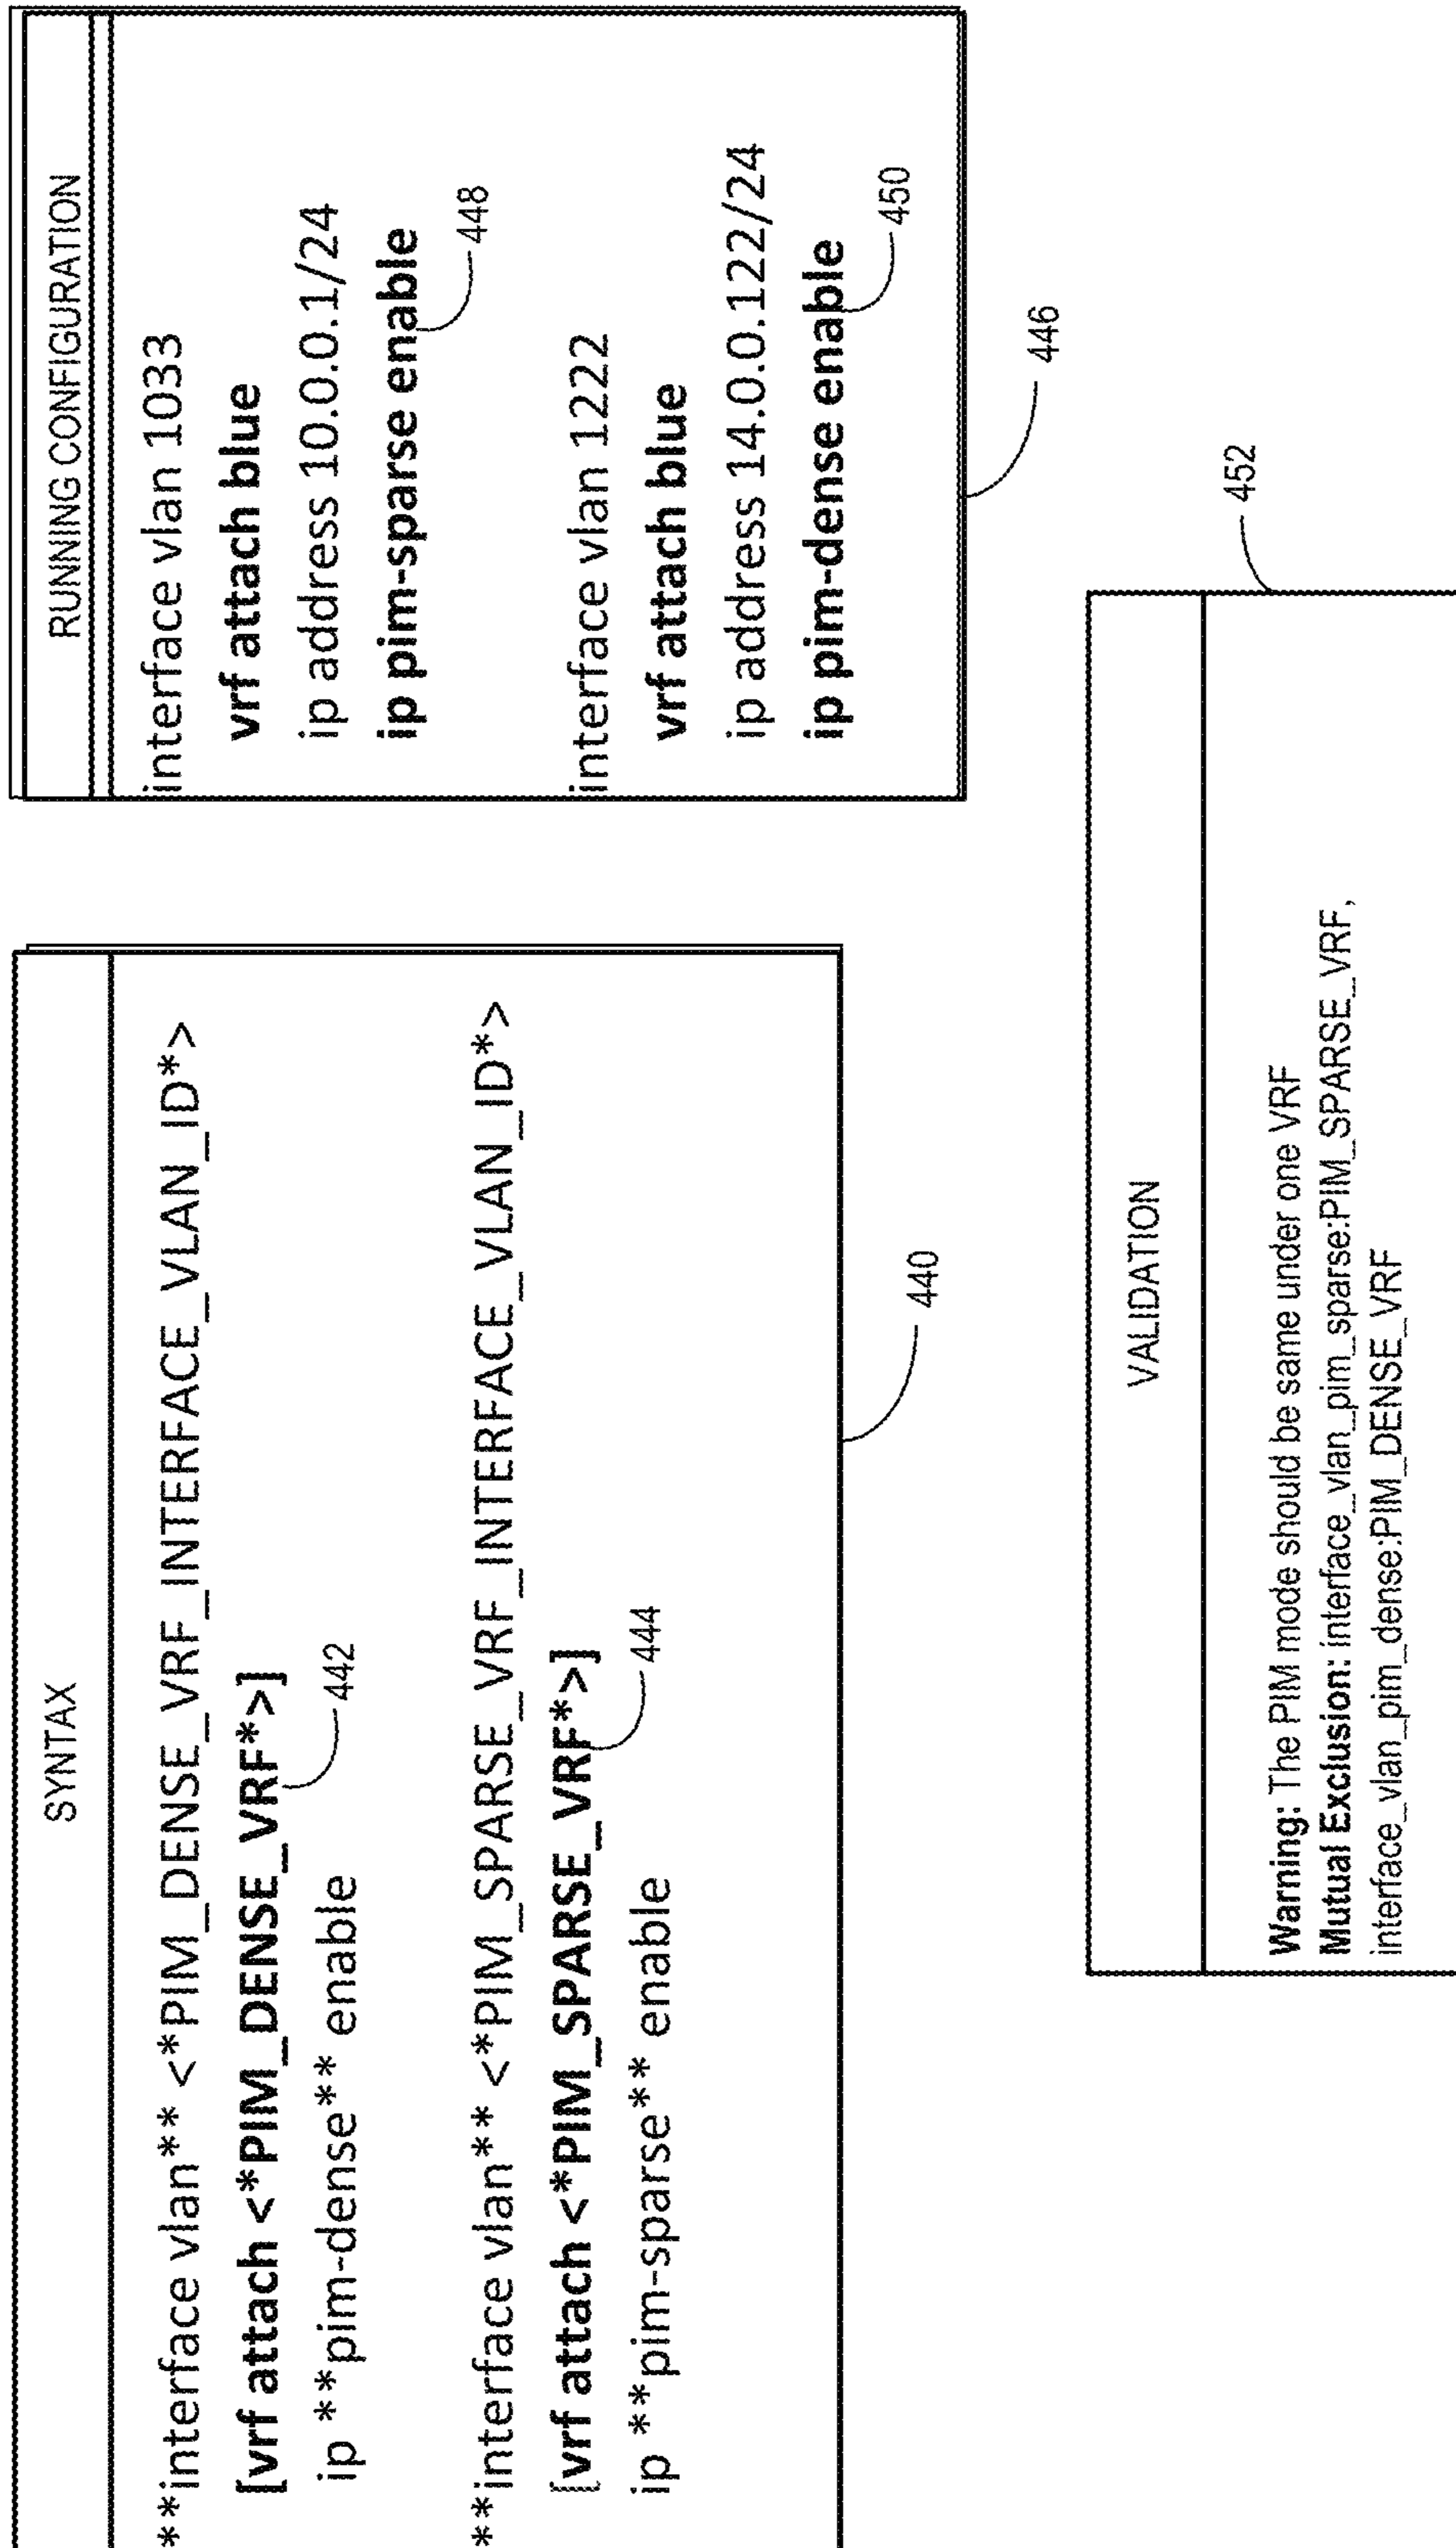 SYNTAX
**interface vlan** <*PIM_DENSE_VRF_INTERFACE_VLAN_ID*>
[vrf attach <*PIM_DENSE_VRF*>]
442
ip **pim-dense** enable
**interface vlan** <*PIM_SPARSE_VRF_INTERFACE_VLAN_ID*>
[vrf attach <*PIM_SPARSE_VRF*>]
444
ip **pim-sparse** enable
440
RUNNING CONFIGURATION
interface vlan 1033
vrf attach blue
ip address 10.0.0.1/24
ip pim-sparse enable
448
interface vlan 1222
vrf attach blue
ip address 14.0.0.122/24
ip pim-dense enable
450
446
VALIDATION
452
Warning: The PIM mode should be same under one VRF
Mutual Exclusion: interface_vlan_pim_sparse:PIM_SPARSE_VRF,
interface_vlan_pim_dense:PIM_DENSE_VRF